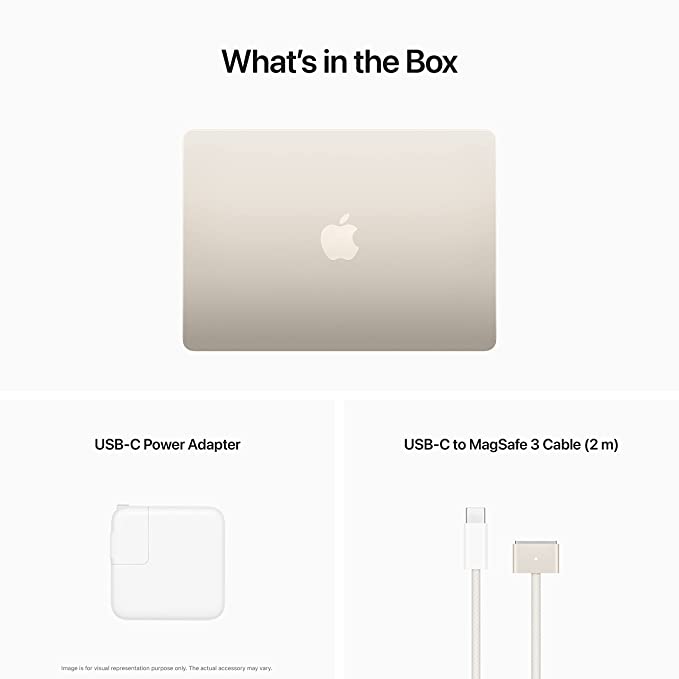 What’s in the Box
USB-C Power Adapter
USB-C to MagSafe 3 Cable (2 m)
Image is for visual representation purpose only. The actual accessory may vary.